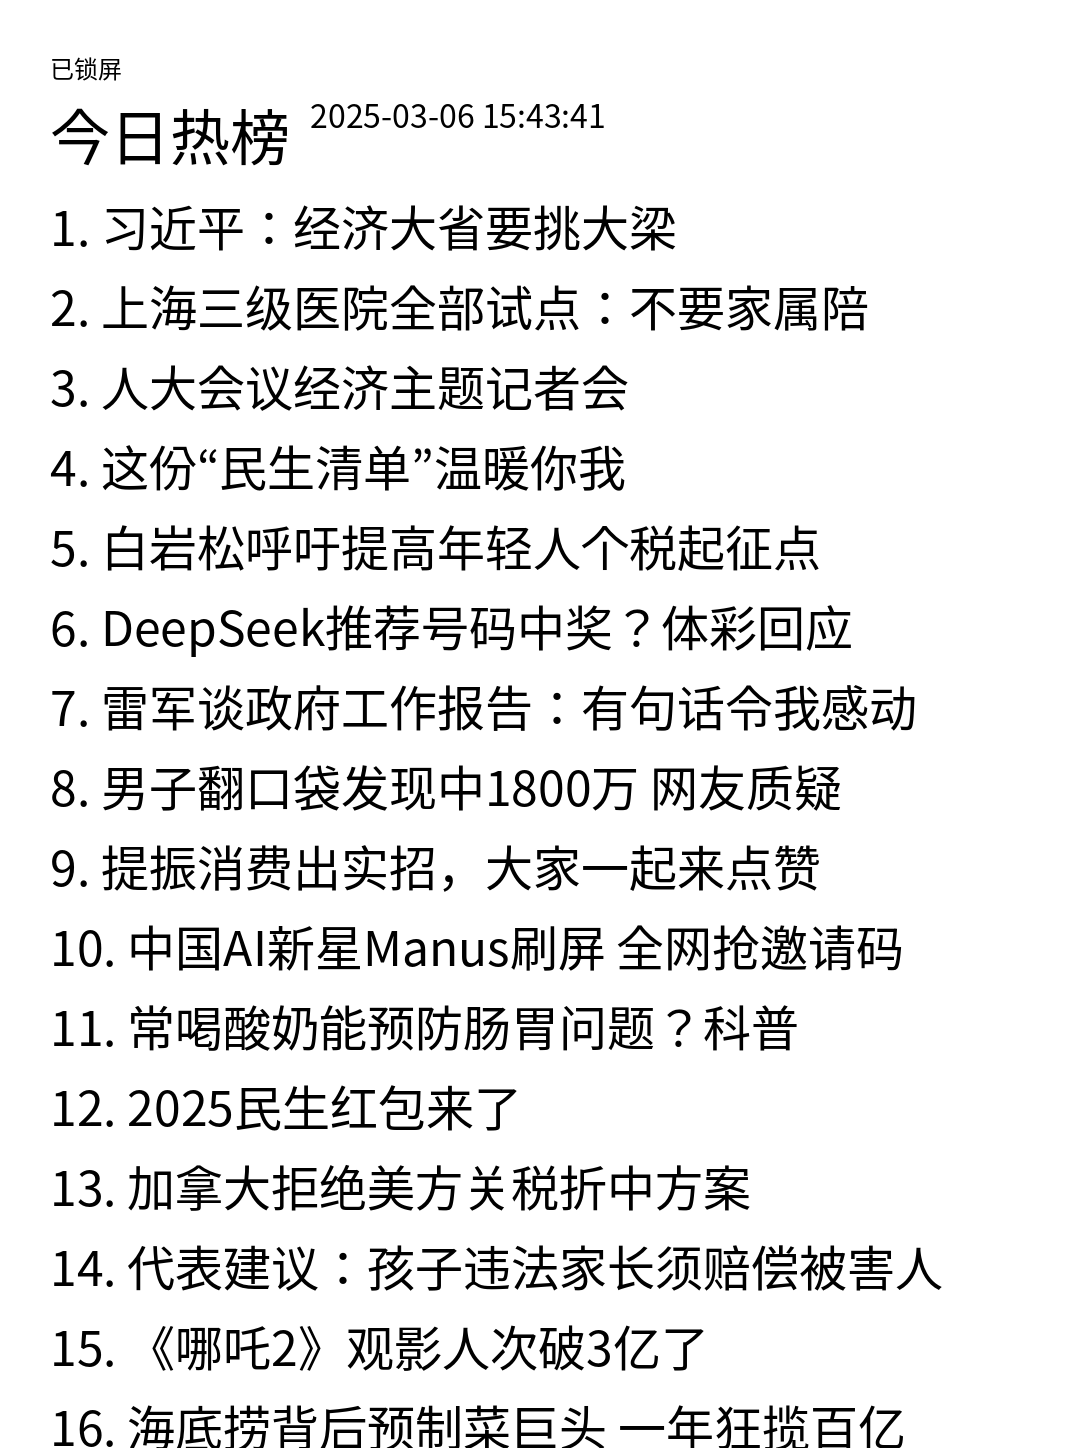 已锁屏
今日热榜 2025-03-06 15:43:41
1. 习近平：经济大省要挑大梁
2. 上海三级医院全部试点：不要家属陪
3. 人大会议经济主题记者会
4. 这份“民生清单”温暖你我
5. 白岩松呼吁提高年轻人个税起征点
6. DeepSeek推荐号码中奖？体彩回应
7. 雷军谈政府工作报告：有句话令我感动
8. 男子翻口袋发现中1800万 网友质疑
9. 提振消费出实招，大家一起来点赞
10. 中国AI新星Manus刷屏 全网抢邀请码
11. 常喝酸奶能预防肠胃问题？科普
12. 2025民生红包来了
13. 加拿大拒绝美方关税折中方案
14. 代表建议：孩子违法家长须赔偿被害人
15. 《哪吒2》观影人次破3亿了
16. 海底捞背后预制菜巨头 一年狂揽百亿